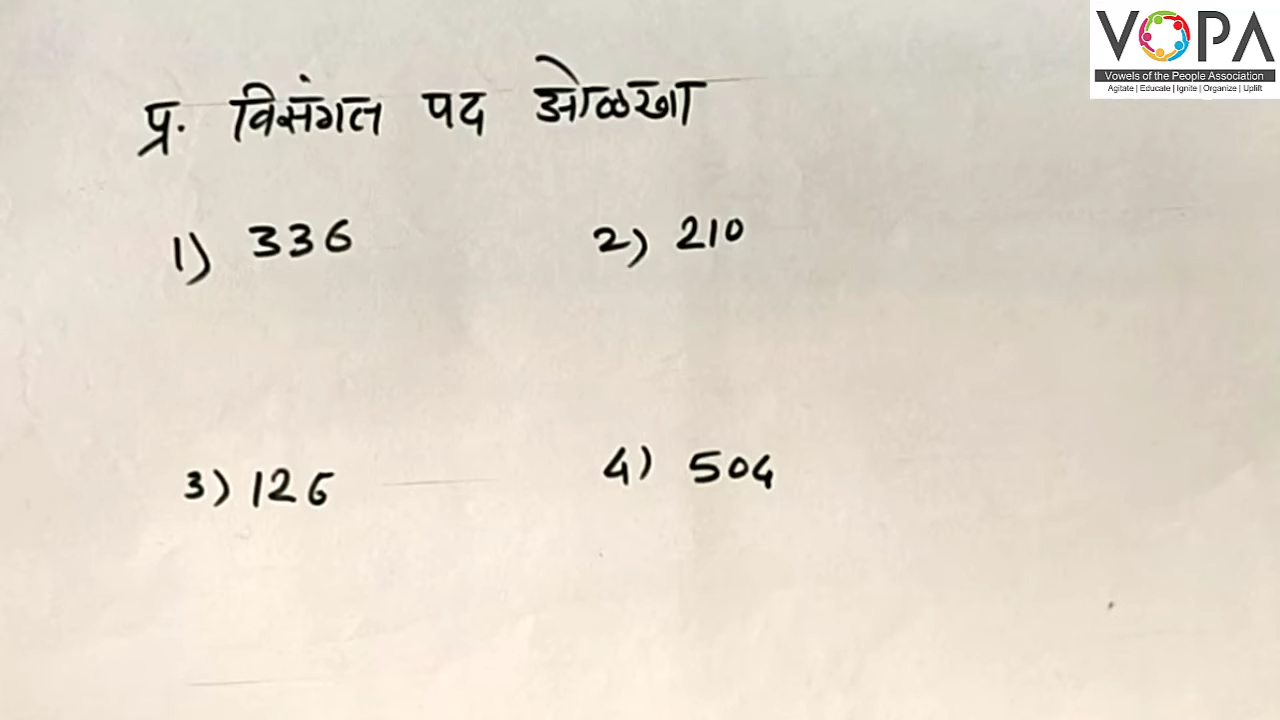 VOPA
Vowels of the People Association
Agitate | Educate | Ignite | Organize | Uplift
प्र. विसंगत पद ओळखा
1) 336 2) 210
3) 126 4) 504